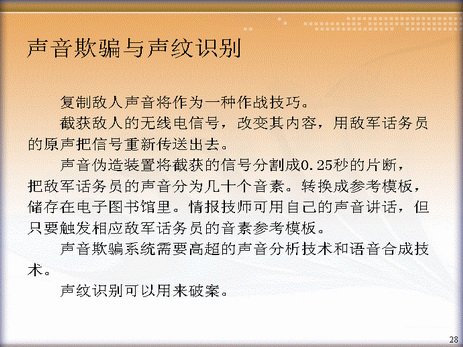 声音欺骗与声纹识别
复制敌人声音将作为一种作战技巧。
截获敌人的无线电信号，改变其内容，用敌军话务员
的原声把信号重新传送出去。
声音伪造装置将截获的信号分割成0.25秒的片断，
把敌军话务员的声音分为几十个音素。转换成参考模板，
储存在电子图书馆里。情报技师可用自己的声音讲话，但
只要触发相应敌军话务员的音素参考模板。
声音欺骗系统需要高超的声音分析技术和语音合成技
术。
声纹识别可以用来破案。
28